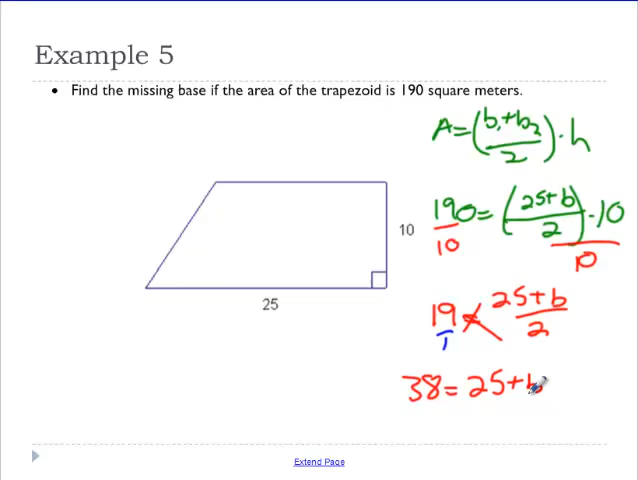 Example 5
• Find the missing base if the area of the trapezoid is 190 square meters.
A = (b₁+b₂/2) · h
190/10 = (25+b/2) · 10/10
10
25
19/1 = 25+b/2
38 = 25+b
Extend Page